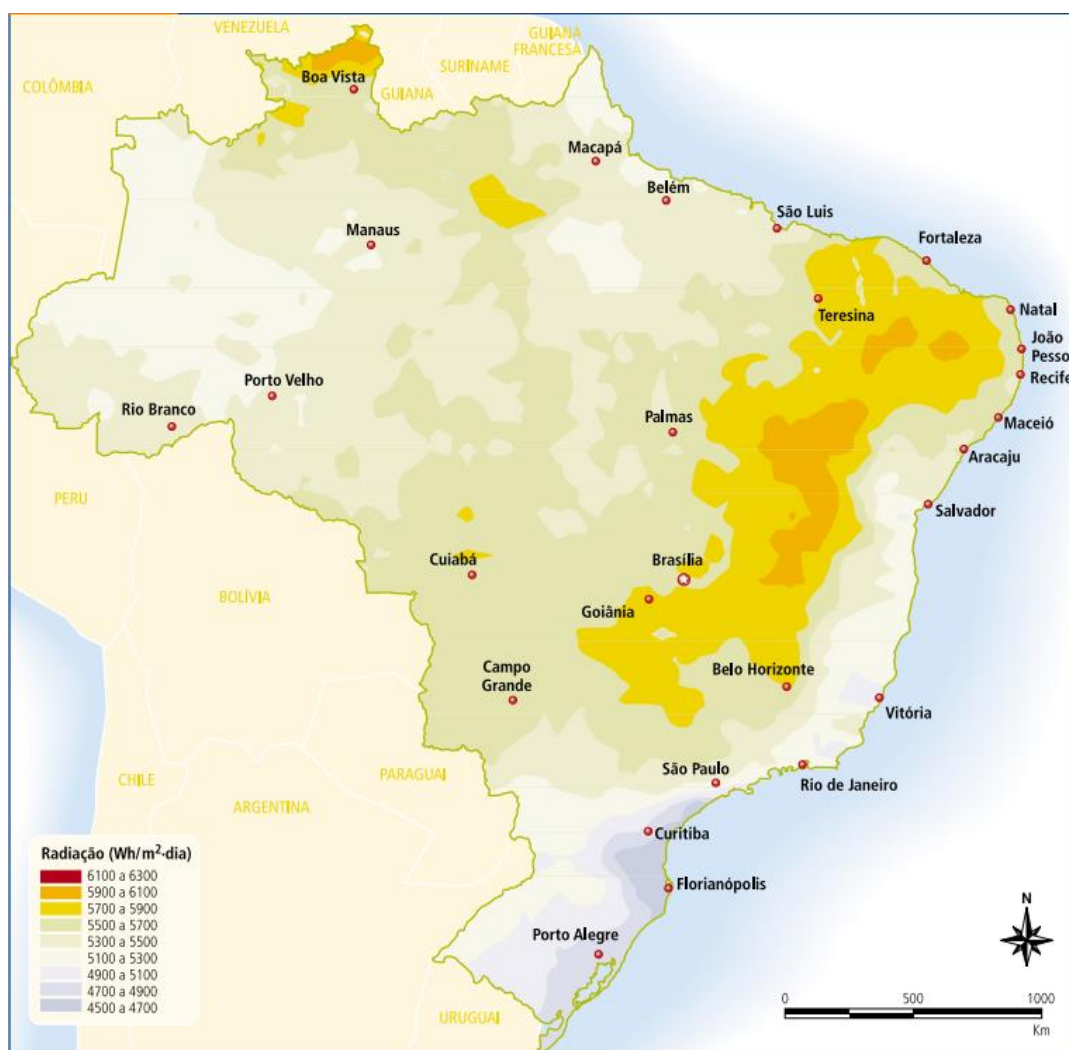 VENEZUELA
GUIANA
FRANCESA
SURINAME
COLÔMBIA
Boa Vista
GUIANA
Macapá
Belém
São Luis
Fortaleza
Manaus
Teresina
Natal
João
Pesso
Recife
Porto Velho
Rio Branco
Palmas
Maceió
Aracaju
PERU
Salvador
Cuiabá
Brasília
BOLÍVIA
Goiânia
Campo
Grande
Belo Horizonte
Vitória
CHILE
PARAGUAI
São Paulo
Rio de Janeiro
ARGENTINA
Curitiba
Radiação (Wh/m²·dia)
6100 a 6300
5900 a 6100
5700 a 5900
5500 a 5700
5300 a 5500
5100 a 5300
4900 a 5100
4700 a 4900
4500 a 4700
Florianópolis
Porto Alegre
URUGUAI
N
0 500 1000
Km